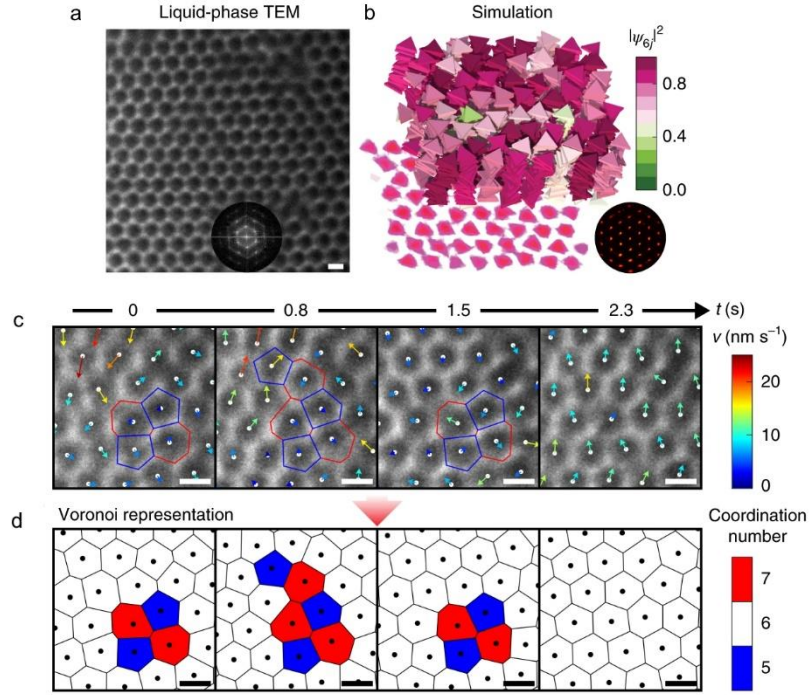 a
Liquid-phase TEM
b
Simulation
|ψ6j|²
0.8
0.4
0.0
0 0.8 1.5 2.3 t (s)
c
v (nm s⁻¹)
20
10
0
d
Voronoi representation
Coordination
number
7
6
5